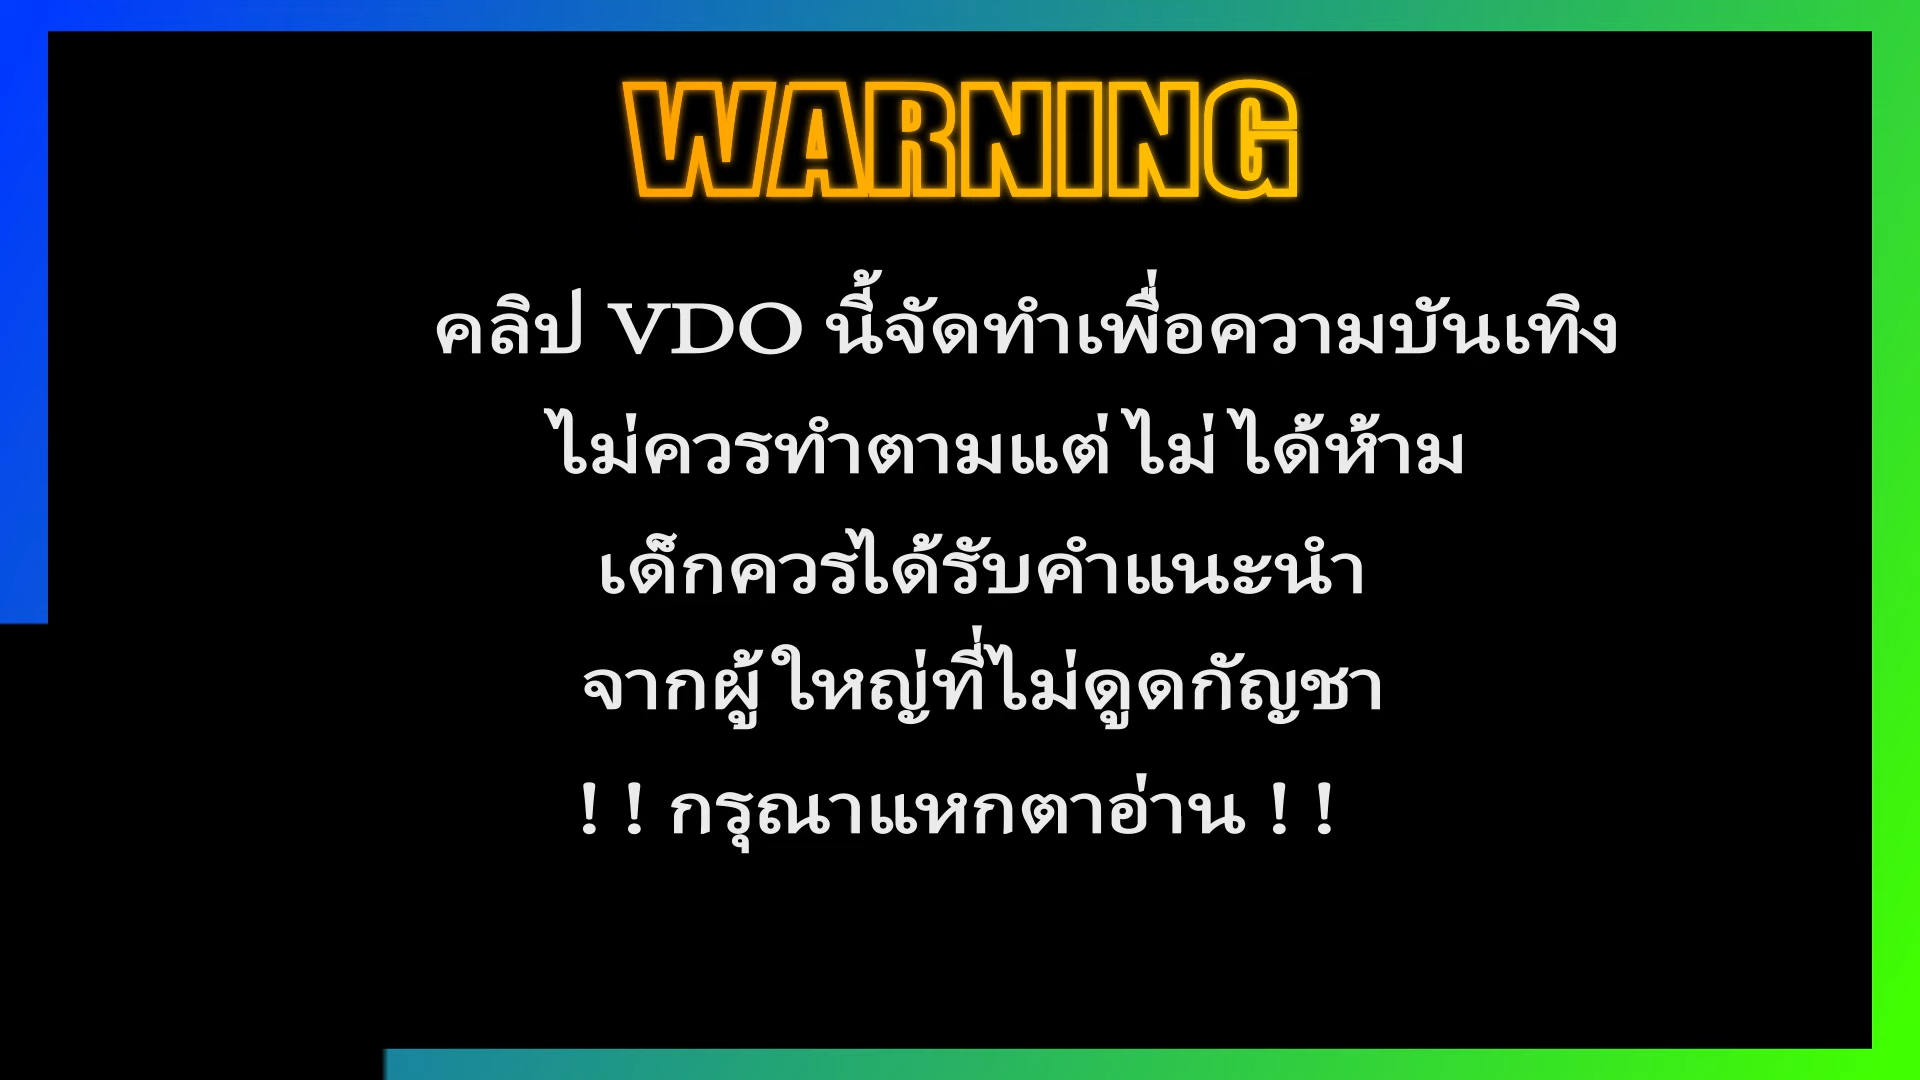 WARNING
คลิป VDO นี้จัดทำเพื่อความบันเทิง
ไม่ควรทำตามแต่ไม่ได้ห้าม
เด็กควรได้รับคำแนะนำ
จากผู้ใหญ่ที่ไม่ดูดกัญชา
! ! กรุณาแหกตาอ่าน ! !